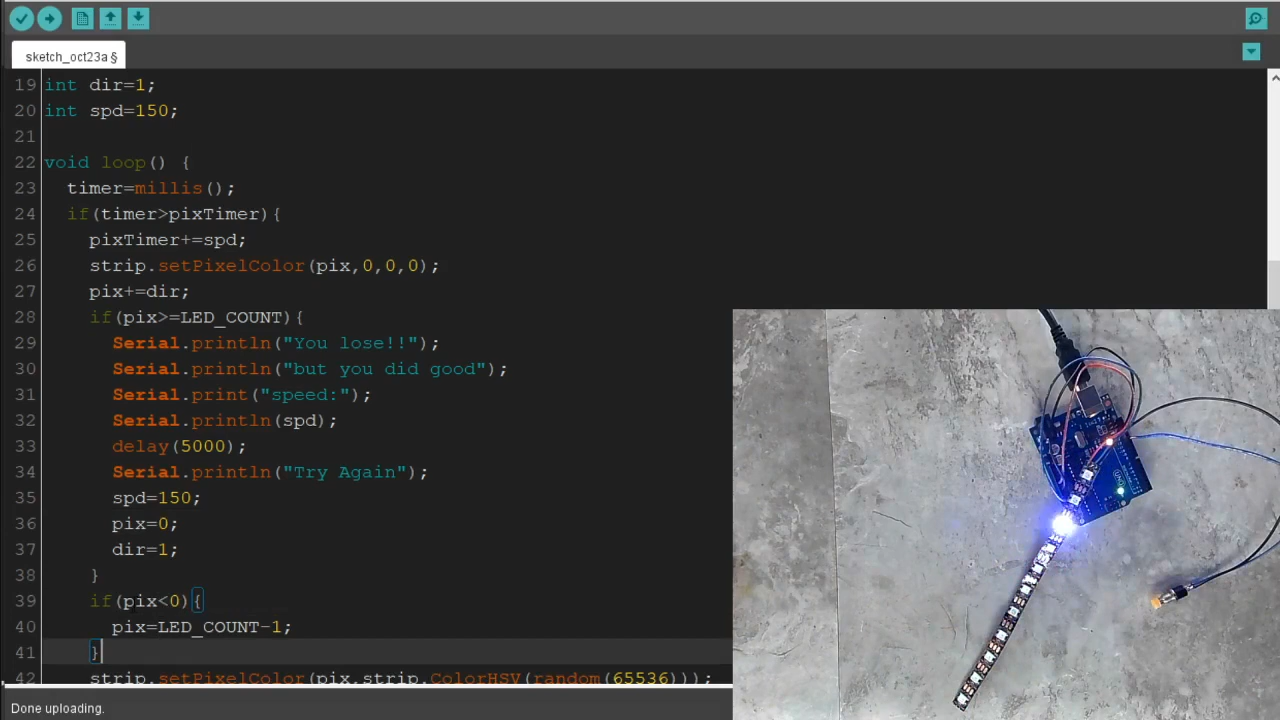 sketch_oct23a §
19 int dir=1;
20 int spd=150;
21
22 void loop() {
23 timer=millis();
24 if(timer>pixTimer){
25 pixTimer+=spd;
26 strip.setPixelColor(pix,0,0,0);
27 pix+=dir;
28 if(pix>=LED_COUNT){
29 Serial.println("You lose!!");
30 Serial.println("but you did good");
31 Serial.print("speed:");
32 Serial.println(spd);
33 delay(5000);
34 Serial.println("Try Again");
35 spd=150;
36 pix=0;
37 dir=1;
38 }
39 if(pix<0){
40 pix=LED_COUNT-1;
41 }
42 strip.setPixelColor(pix,strip.ColorHSV(random(65536)));
Done uploading.